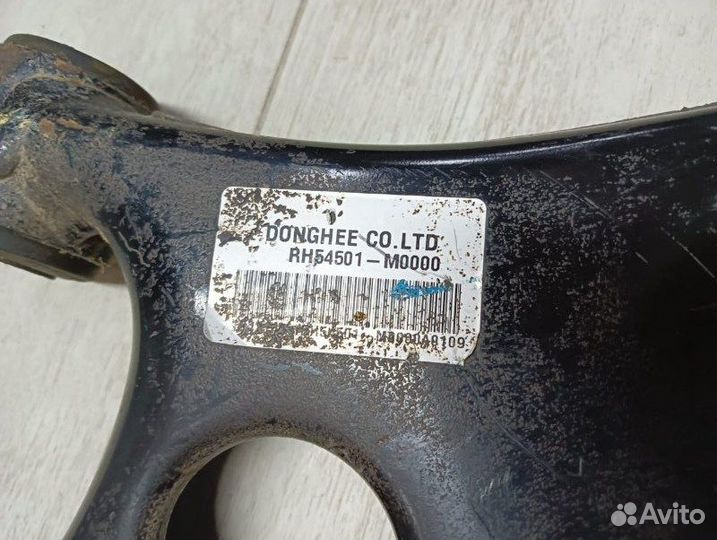 DONGHEE CO.LTD
RH54501-M0000
Avito